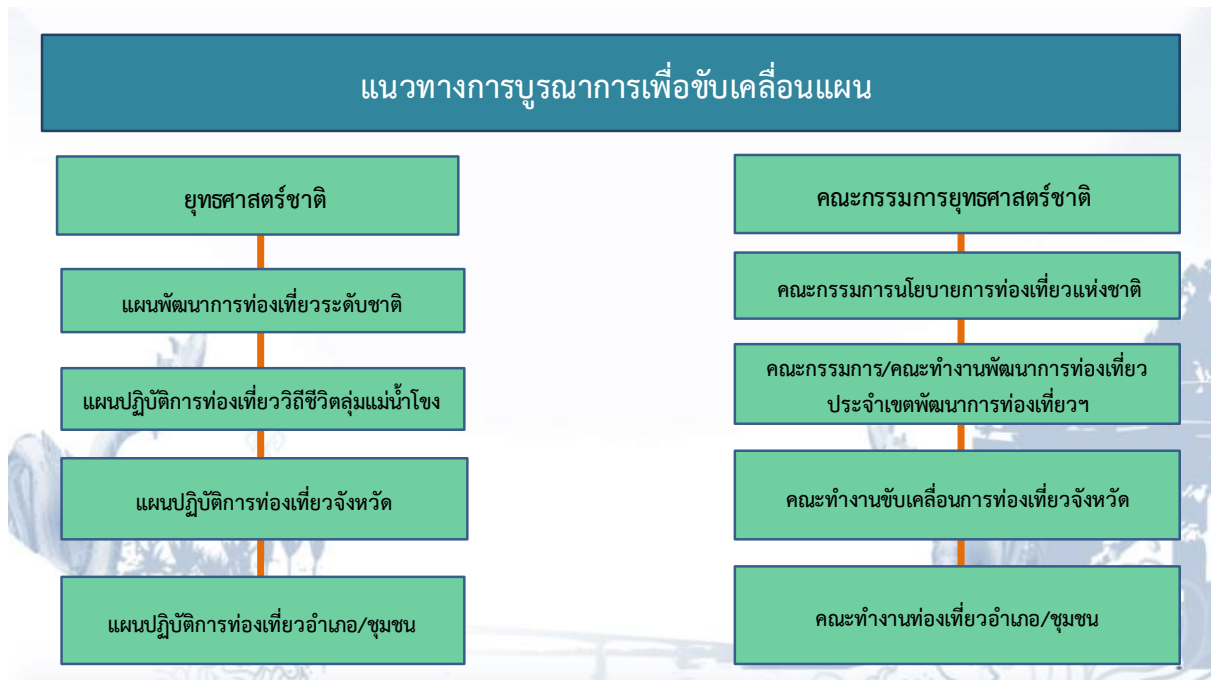 แนวทางการบูรณาการเพื่อขับเคลื่อนแผน
ยุทธศาสตร์ชาติ
แผนพัฒนาการท่องเที่ยวระดับชาติ
แผนปฏิบัติการท่องเที่ยววิถีชีวิตลุ่มแม่น้ำโขง
แผนปฏิบัติการท่องเที่ยวจังหวัด
แผนปฏิบัติการท่องเที่ยวอำเภอ/ชุมชน
คณะกรรมการยุทธศาสตร์ชาติ
คณะกรรมการนโยบายการท่องเที่ยวแห่งชาติ
คณะกรรมการ/คณะทำงานพัฒนาการท่องเที่ยว
ประจำเขตพัฒนาการท่องเที่ยวฯ
คณะทำงานขับเคลื่อนการท่องเที่ยวจังหวัด
คณะทำงานท่องเที่ยวอำเภอ/ชุมชน